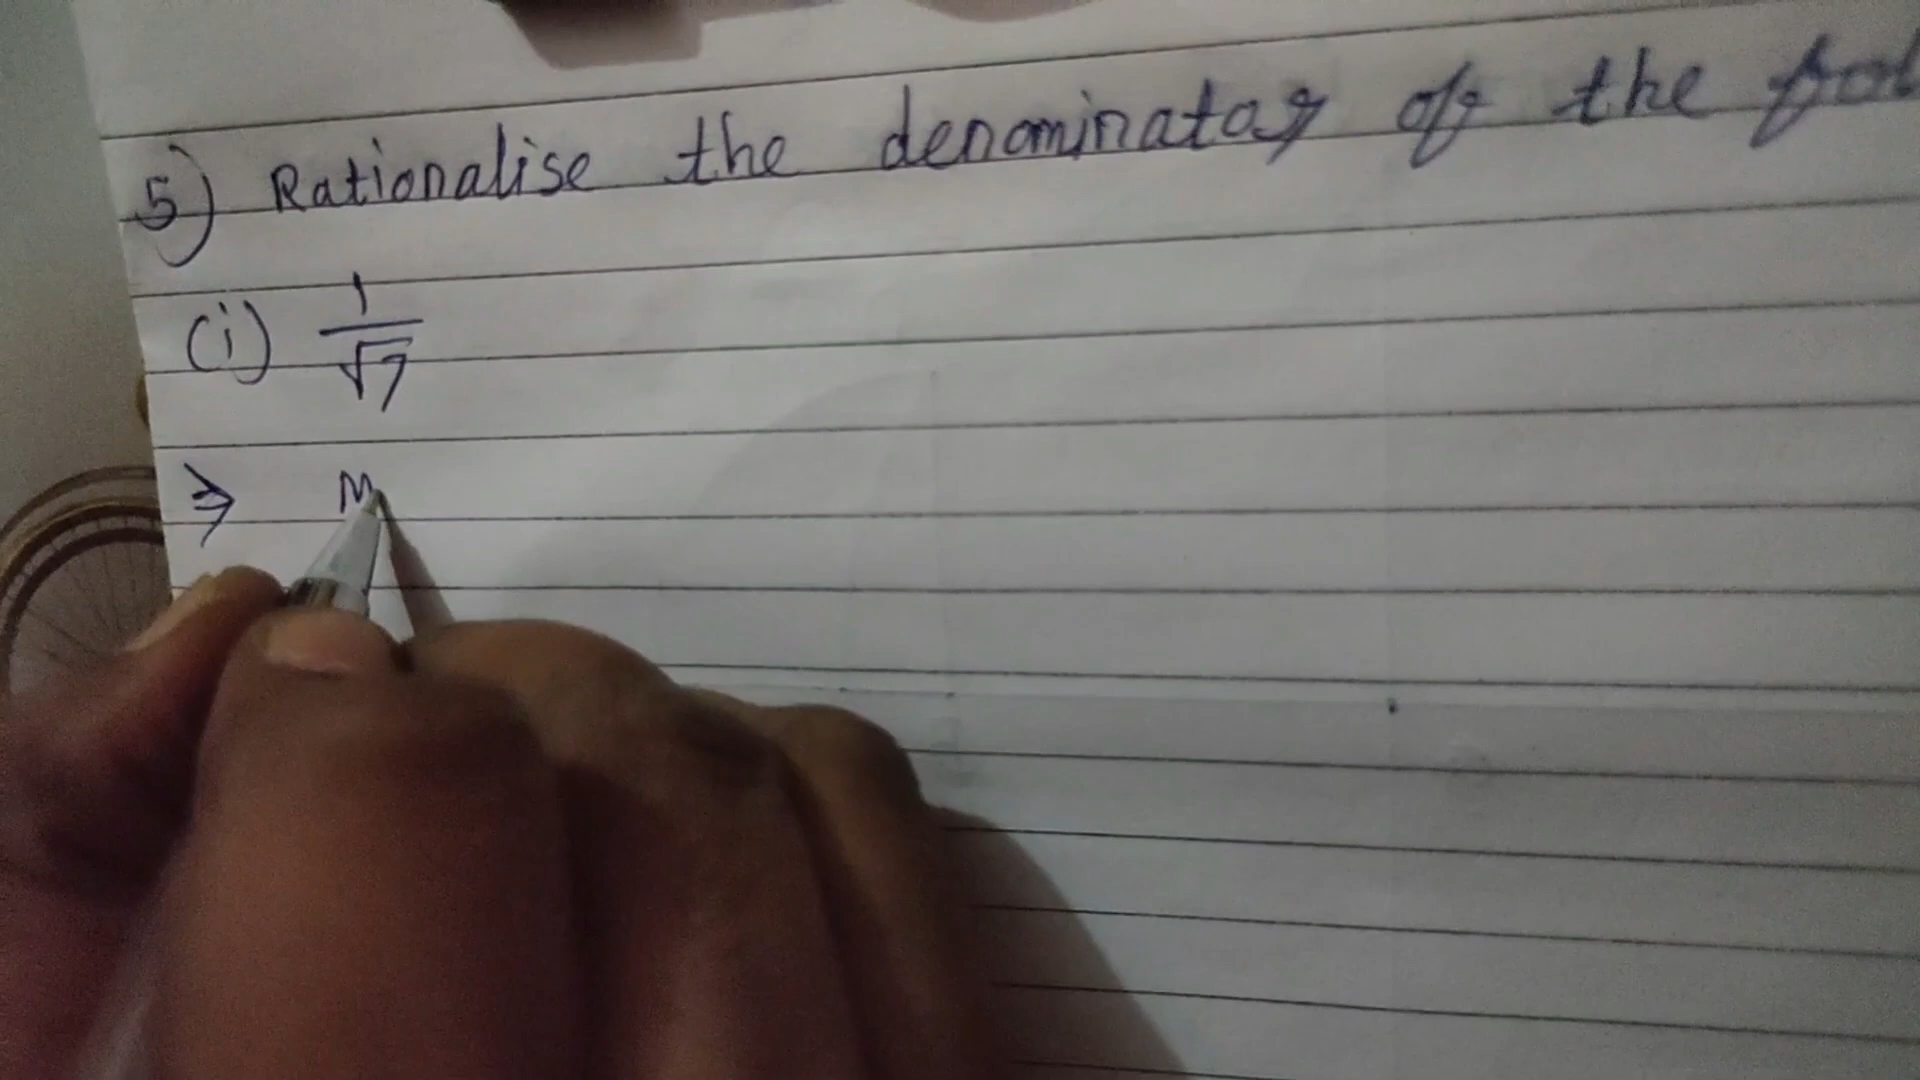 5) Rationalise the denominator of the fol
(i) 1/√7
⇒ M